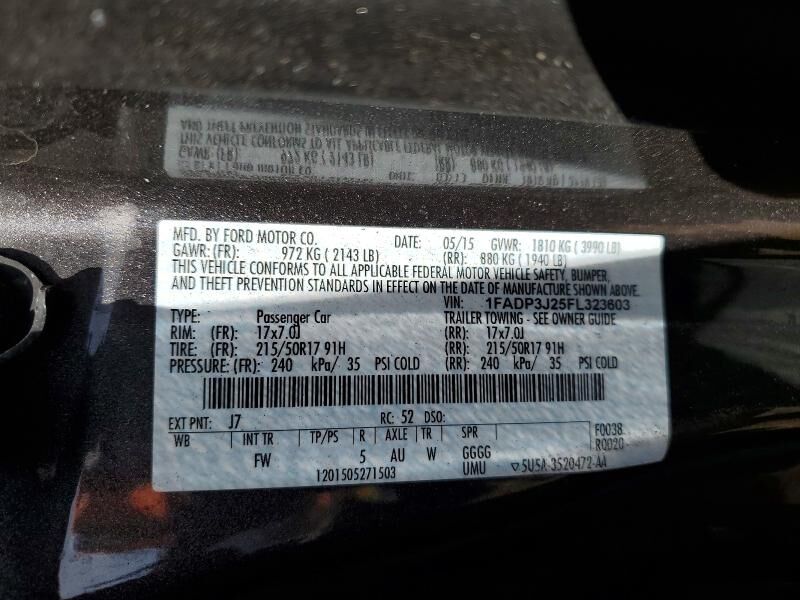 MFD. BY FORD MOTOR CO. DATE: 05/15 GVWR: 1810 KG ( 3990 LB)
GAWR: (FR): 972 KG ( 2143 LB) (RR): 880 KG ( 1940 LB)
THIS VEHICLE CONFORMS TO ALL APPLICABLE FEDERAL MOTOR VEHICLE SAFETY, BUMPER,
AND THEFT PREVENTION STANDARDS IN EFFECT ON THE DATE OF MANUFACTURE SHOWN ABOVE.
VIN: 1FADP3J25FL323603
TYPE: Passenger Car TRAILER TOWING - SEE OWNER GUIDE
RIM: (FR): 17x7.0J (RR): 17x7.0J
TIRE: (FR): 215/50R17 91H (RR): 215/50R17 91H
PRESSURE: (FR): 240 kPa/ 35 PSI COLD (RR): 240 kPa/ 35 PSI COLD
EXT PNT: J7 RC: 52 DSO: F0038
WB INT TR TP/PS R AXLE TR SPR R0020
FW 5 AU W GGGG
1201505271503 UMU ▽5U5A-3520472-AA